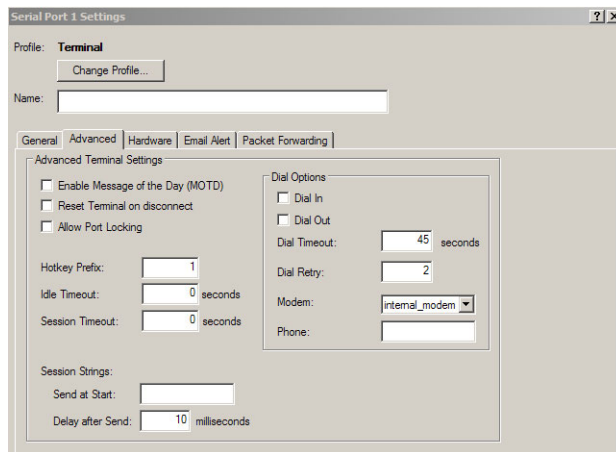 Serial Port 1 Settings
Profile: Terminal
Change Profile...
Name:
General Advanced Hardware Email Alert Packet Forwarding
Advanced Terminal Settings
Enable Message of the Day (MOTD)
Reset Terminal on disconnect
Allow Port Locking
Hotkey Prefix: 1
Idle Timeout: 0 seconds
Session Timeout: 0 seconds
Dial Options
Dial In
Dial Out
Dial Timeout: 45 seconds
Dial Retry: 2
Modem: internal_modem
Phone:
Session Strings:
Send at Start:
Delay after Send: 10 milliseconds